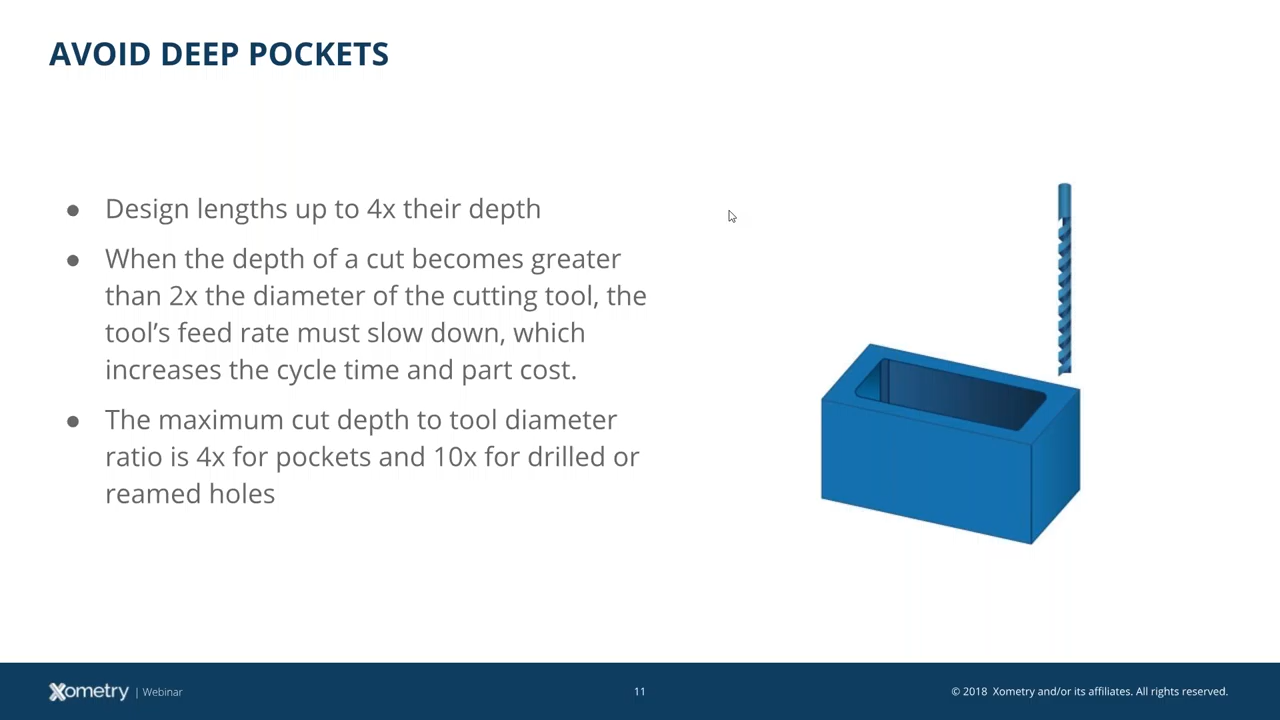 AVOID DEEP POCKETS
● Design lengths up to 4x their depth
● When the depth of a cut becomes greater
than 2x the diameter of the cutting tool, the
tool’s feed rate must slow down, which
increases the cycle time and part cost.
● The maximum cut depth to tool diameter
ratio is 4x for pockets and 10x for drilled or
reamed holes
Xometry | Webinar
11
© 2018 Xometry and/or its affiliates. All rights reserved.